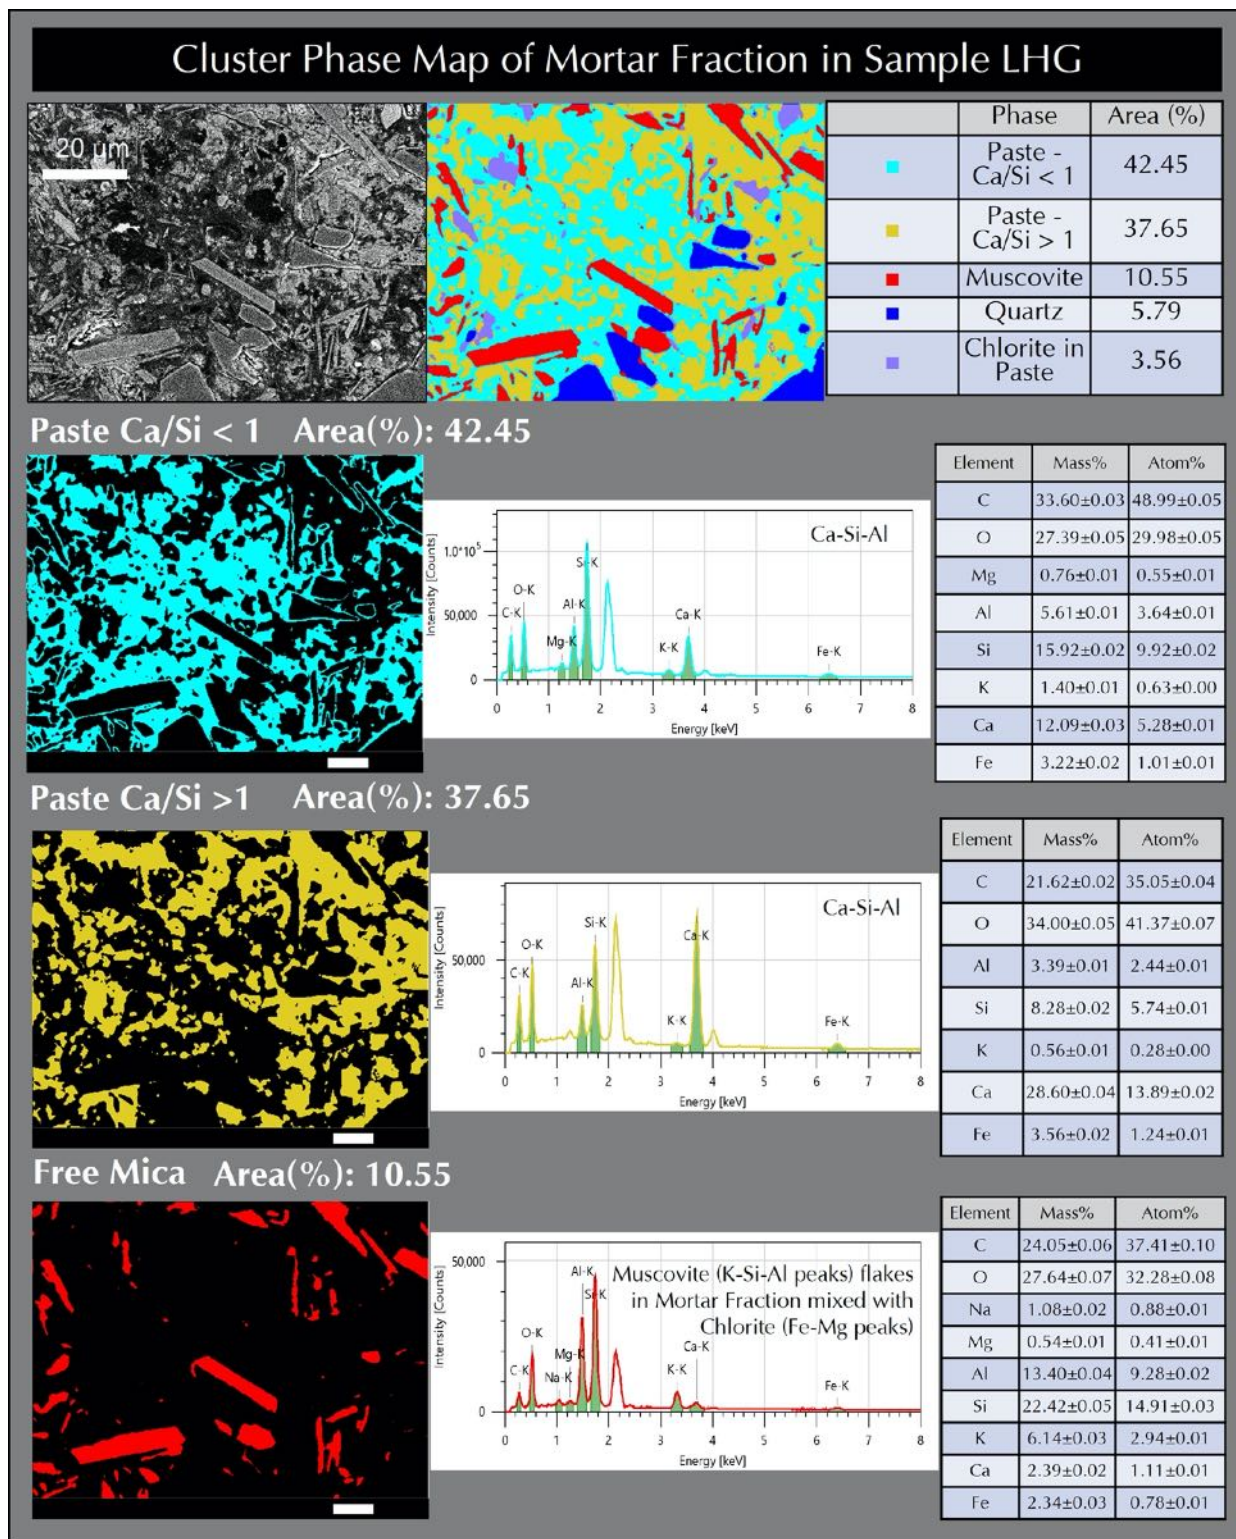 Cluster Phase Map of Mortar Fraction in Sample LHG
20 µm
Phase Area (%)
Paste -
Ca/Si < 1 42.45
Paste -
Ca/Si > 1 37.65
Muscovite 10.55
Quartz 5.79
Chlorite in
Paste 3.56
Paste Ca/Si < 1 Area(%): 42.45
Intensity [Counts]
1.0*10^5
50,000
0
C-K
O-K
Mg-K
Al-K
Si-K
K-K
Ca-K
Fe-K
Ca-Si-Al
0 1 2 3 4 5 6 7 8
Energy [keV]
Element Mass% Atom%
C 33.60±0.03 48.99±0.05
O 27.39±0.05 29.98±0.05
Mg 0.76±0.01 0.55±0.01
Al 5.61±0.01 3.64±0.01
Si 15.92±0.02 9.92±0.02
K 1.40±0.01 0.63±0.00
Ca 12.09±0.03 5.28±0.01
Fe 3.22±0.02 1.01±0.01
Paste Ca/Si >1 Area(%): 37.65
Intensity [Counts]
50,000
0
C-K
O-K
Al-K
Si-K
K-K
Ca-K
Fe-K
Ca-Si-Al
0 1 2 3 4 5 6 7 8
Energy [keV]
Element Mass% Atom%
C 21.62±0.02 35.05±0.04
O 34.00±0.05 41.37±0.07
Al 3.39±0.01 2.44±0.01
Si 8.28±0.02 5.74±0.01
K 0.56±0.01 0.28±0.00
Ca 28.60±0.04 13.89±0.02
Fe 3.56±0.02 1.24±0.01
Free Mica Area(%): 10.55
Intensity [Counts]
50,000
0
C-K
O-K
Na-K
Mg-K
Al-K
Si-K
K-K
Ca-K
Fe-K
Muscovite (K-Si-Al peaks) flakes
in Mortar Fraction mixed with
Chlorite (Fe-Mg peaks)
0 1 2 3 4 5 6 7 8
Energy [keV]
Element Mass% Atom%
C 24.05±0.06 37.41±0.10
O 27.64±0.07 32.28±0.08
Na 1.08±0.02 0.88±0.01
Mg 0.54±0.01 0.41±0.01
Al 13.40±0.04 9.28±0.02
Si 22.42±0.05 14.91±0.03
K 6.14±0.03 2.94±0.01
Ca 2.39±0.02 1.11±0.01
Fe 2.34±0.03 0.78±0.01